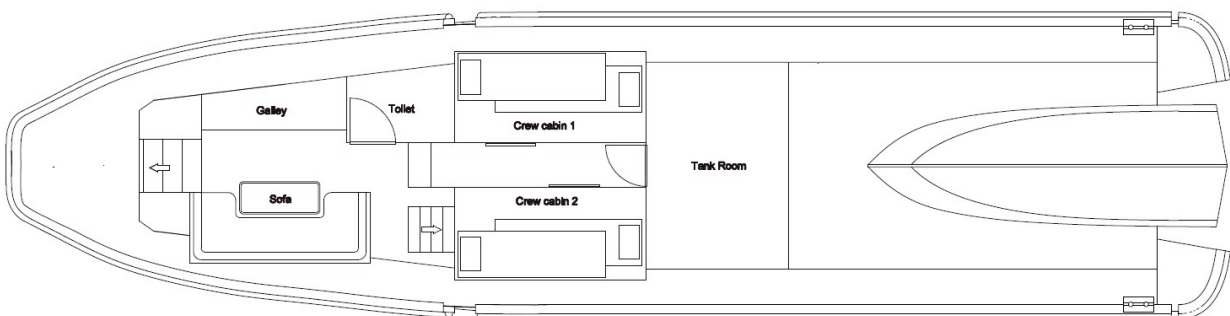 Galley
Toilet
Crew cabin 1
Tank Room
Sofa
Crew cabin 2